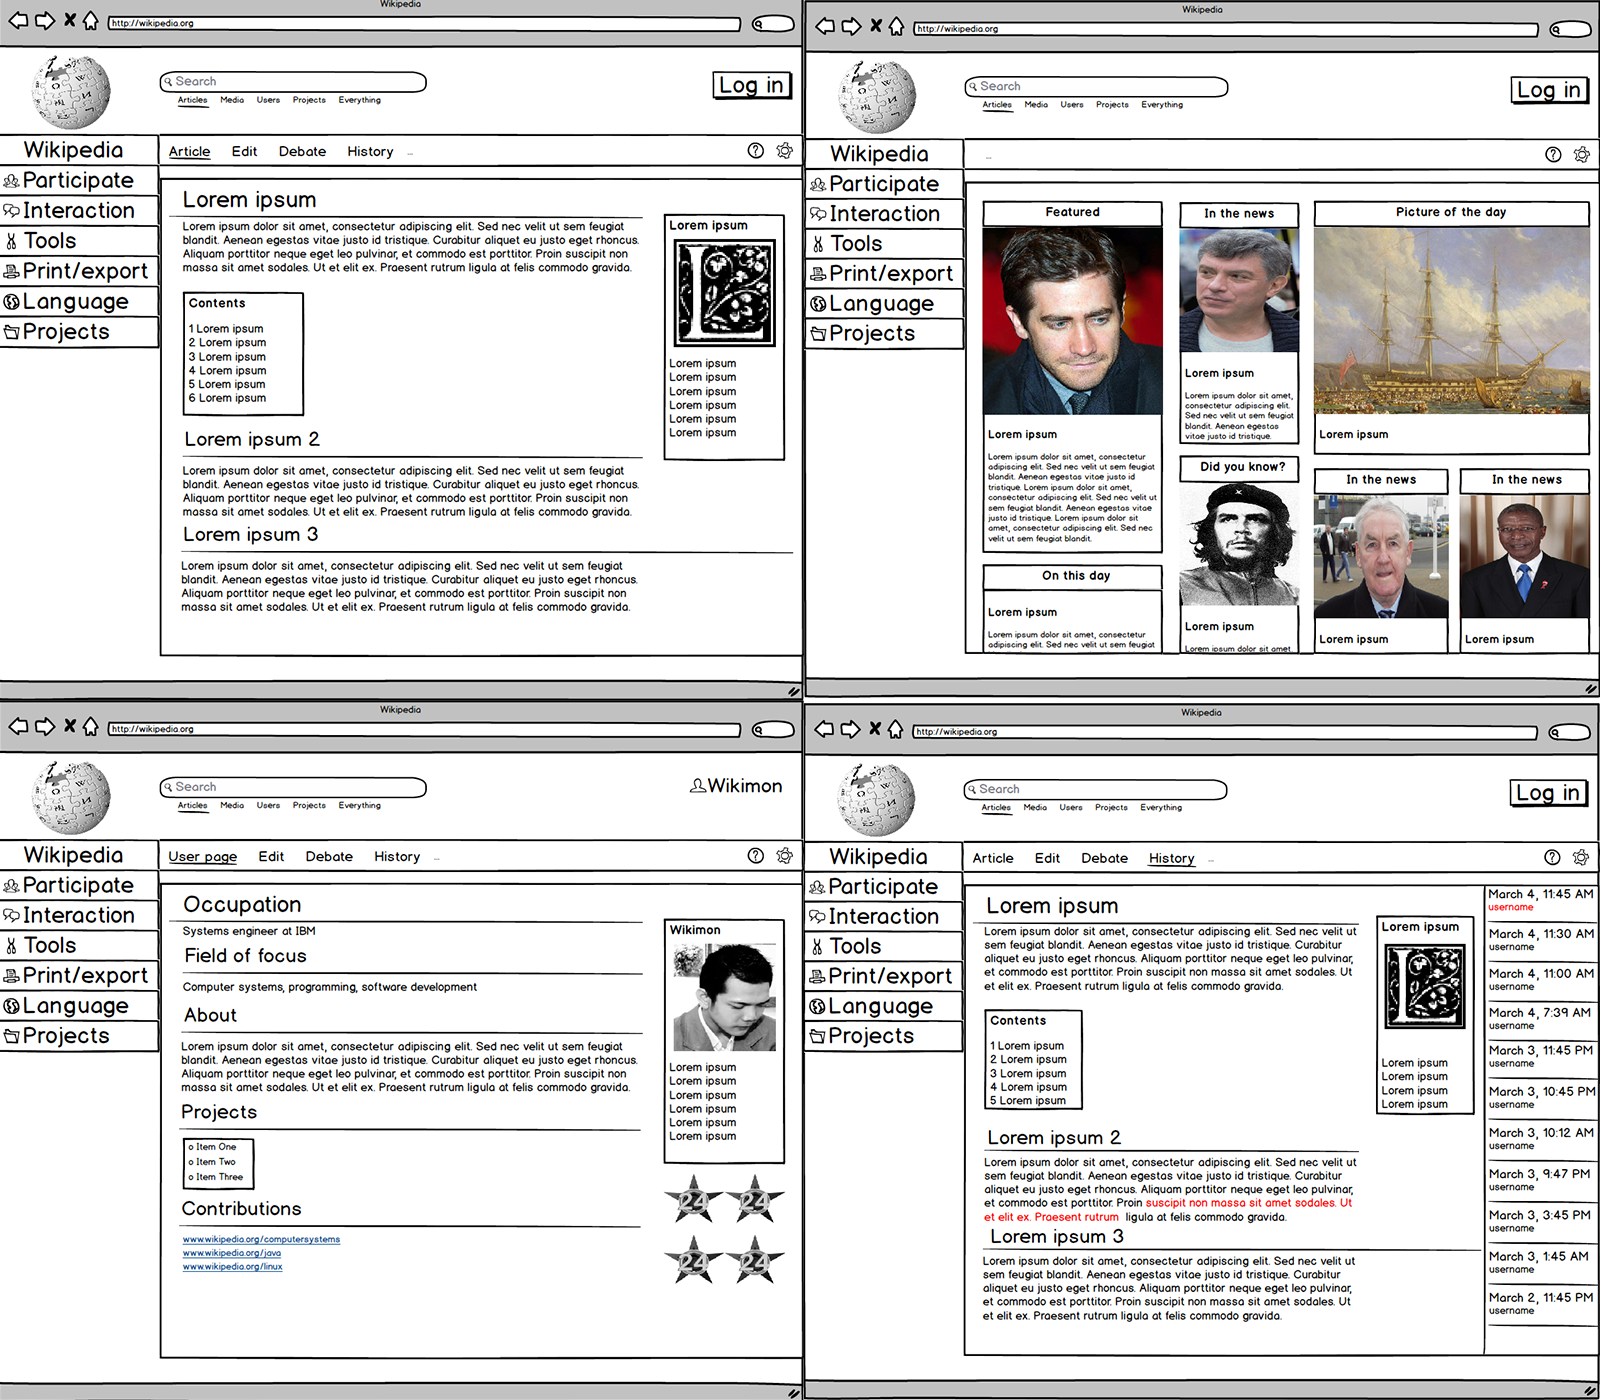 Wikipedia
http://wikipedia.org
Search
Articles Media Users Projects Everything
Log in
Wikipedia
Participate
Interaction
Tools
Print/export
Language
Projects
Article Edit Debate History ...
Lorem ipsum
Lorem ipsum dolor sit amet, consectetur adipiscing elit. Sed nec velit ut sem feugiat
blandit. Aenean egestas vitae justo id tristique. Curabitur aliquet eu justo eget rhoncus.
Aliquam porttitor neque eget leo pulvinar, et commodo est porttitor. Proin suscipit non
massa sit amet sodales. Ut et elit ex. Praesent rutrum ligula at felis commodo gravida.
Contents
1 Lorem ipsum
2 Lorem ipsum
3 Lorem ipsum
4 Lorem ipsum
5 Lorem ipsum
6 Lorem ipsum
Lorem ipsum 2
Lorem ipsum dolor sit amet, consectetur adipiscing elit. Sed nec velit ut sem feugiat
blandit. Aenean egestas vitae justo id tristique. Curabitur aliquet eu justo eget rhoncus.
Aliquam porttitor neque eget leo pulvinar, et commodo est porttitor. Proin suscipit non
massa sit amet sodales. Ut et elit ex. Praesent rutrum ligula at felis commodo gravida.
Lorem ipsum 3
Lorem ipsum dolor sit amet, consectetur adipiscing elit. Sed nec velit ut sem feugiat
blandit. Aenean egestas vitae justo id tristique. Curabitur aliquet eu justo eget rhoncus.
Aliquam porttitor neque eget leo pulvinar, et commodo est porttitor. Proin suscipit non
massa sit amet sodales. Ut et elit ex. Praesent rutrum ligula at felis commodo gravida.
Lorem ipsum
L
Lorem ipsum
Lorem ipsum
Lorem ipsum
Lorem ipsum
Lorem ipsum
Lorem ipsum
Wikipedia
http://wikipedia.org
Search
Articles Media Users Projects Everything
Log in
Wikipedia
Participate
Interaction
Tools
Print/export
Language
Projects
...
Featured
Lorem ipsum
Lorem ipsum dolor sit amet, consectetur
adipiscing elit. Sed nec velit ut sem feugiat
blandit. Aenean egestas vitae justo id
tristique. Lorem ipsum dolor sit amet,
consectetur adipiscing elit. Sed nec velit ut
sem feugiat blandit. Aenean egestas vitae
justo id tristique. Lorem ipsum dolor sit
amet, consectetur adipiscing elit. Sed nec
velit ut sem feugiat blandit.
On this day
Lorem ipsum
Lorem ipsum dolor sit amet, consectetur
adipiscing elit. Sed nec velit ut sem feugiat
In the news
Lorem ipsum
Lorem ipsum dolor sit amet,
consectetur adipiscing elit.
Sed nec velit ut sem feugiat
blandit. Aenean egestas
vitae justo id tristique.
Did you know?
Lorem ipsum
Lorem ipsum dolor sit amet,
Picture of the day
Lorem ipsum
In the news
Lorem ipsum
In the news
Lorem ipsum
Wikipedia
http://wikipedia.org
Search
Articles Media Users Projects Everything
Wikimon
Wikipedia
Participate
Interaction
Tools
Print/export
Language
Projects
User page Edit Debate History ...
Occupation
Systems engineer at IBM
Field of focus
Computer systems, programming, software development
About
Lorem ipsum dolor sit amet, consectetur adipiscing elit. Sed nec velit ut sem feugiat
blandit. Aenean egestas vitae justo id tristique. Curabitur aliquet eu justo eget rhoncus.
Aliquam porttitor neque eget leo pulvinar, et commodo est porttitor. Proin suscipit non
massa sit amet sodales. Ut et elit ex. Praesent rutrum ligula at felis commodo gravida.
Projects
o Item One
o Item Two
o Item Three
Contributions
www.wikipedia.org/computersystems
www.wikipedia.org/java
www.wikipedia.org/linux
Wikimon
Lorem ipsum
Lorem ipsum
Lorem ipsum
Lorem ipsum
Lorem ipsum
Lorem ipsum
24 24
24 24
Wikipedia
http://wikipedia.org
Search
Articles Media Users Projects Everything
Log in
Wikipedia
Participate
Interaction
Tools
Print/export
Language
Projects
Article Edit Debate History ...
Lorem ipsum
Lorem ipsum dolor sit amet, consectetur adipiscing elit. Sed nec velit ut
sem feugiat blandit. Aenean egestas vitae justo id tristique. Curabitur
aliquet eu justo eget rhoncus. Aliquam porttitor neque eget leo pulvinar,
et commodo est porttitor. Proin suscipit non massa sit amet sodales. Ut
et elit ex. Praesent rutrum ligula at felis commodo gravida.
Contents
1 Lorem ipsum
2 Lorem ipsum
3 Lorem ipsum
4 Lorem ipsum
5 Lorem ipsum
Lorem ipsum 2
Lorem ipsum dolor sit amet, consectetur adipiscing elit. Sed nec velit ut
sem feugiat blandit. Aenean egestas vitae justo id tristique. Curabitur
aliquet eu justo eget rhoncus. Aliquam porttitor neque eget leo pulvinar,
et commodo est porttitor. Proin suscipit non massa sit amet sodales. Ut
et elit ex. Praesent rutrum ligula at felis commodo gravida.
Lorem ipsum 3
Lorem ipsum dolor sit amet, consectetur adipiscing elit. Sed nec velit ut
sem feugiat blandit. Aenean egestas vitae justo id tristique. Curabitur
aliquet eu justo eget rhoncus. Aliquam porttitor neque eget leo pulvinar,
et commodo est porttitor. Proin suscipit non massa sit amet sodales. Ut
et elit ex. Praesent rutrum ligula at felis commodo gravida.
Lorem ipsum
L
Lorem ipsum
Lorem ipsum
Lorem ipsum
Lorem ipsum
March 4, 11:45 AM
username
March 4, 11:30 AM
username
March 4, 11:00 AM
username
March 4, 7:39 AM
username
March 3, 11:45 PM
username
March 3, 10:45 PM
username
March 3, 10:12 AM
username
March 3, 9:47 PM
username
March 3, 3:45 PM
username
March 3, 1:45 AM
username
March 2, 11:45 PM
username